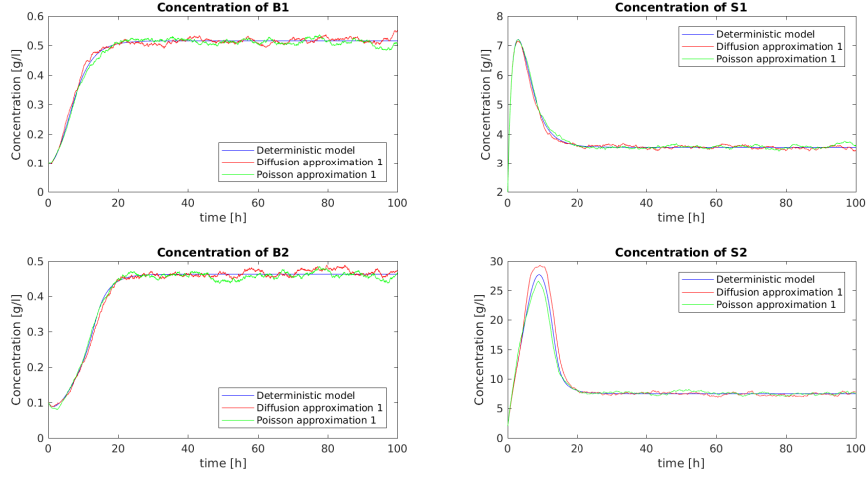 Concentration of B1
Concentration [g/l]
0.6
0.5
0.4
0.3
0.2
0.1
0
0 20 40 60 80 100
time [h]
Deterministic model
Diffusion approximation 1
Poisson approximation 1
Concentration of S1
Concentration [g/l]
8
7
6
5
4
3
2
0 20 40 60 80 100
time [h]
Deterministic model
Diffusion approximation 1
Poisson approximation 1
Concentration of B2
Concentration [g/l]
0.5
0.4
0.3
0.2
0.1
0
0 20 40 60 80 100
time [h]
Deterministic model
Diffusion approximation 1
Poisson approximation 1
Concentration of S2
Concentration [g/l]
30
25
20
15
10
5
0
0 20 40 60 80 100
time [h]
Deterministic model
Diffusion approximation 1
Poisson approximation 1